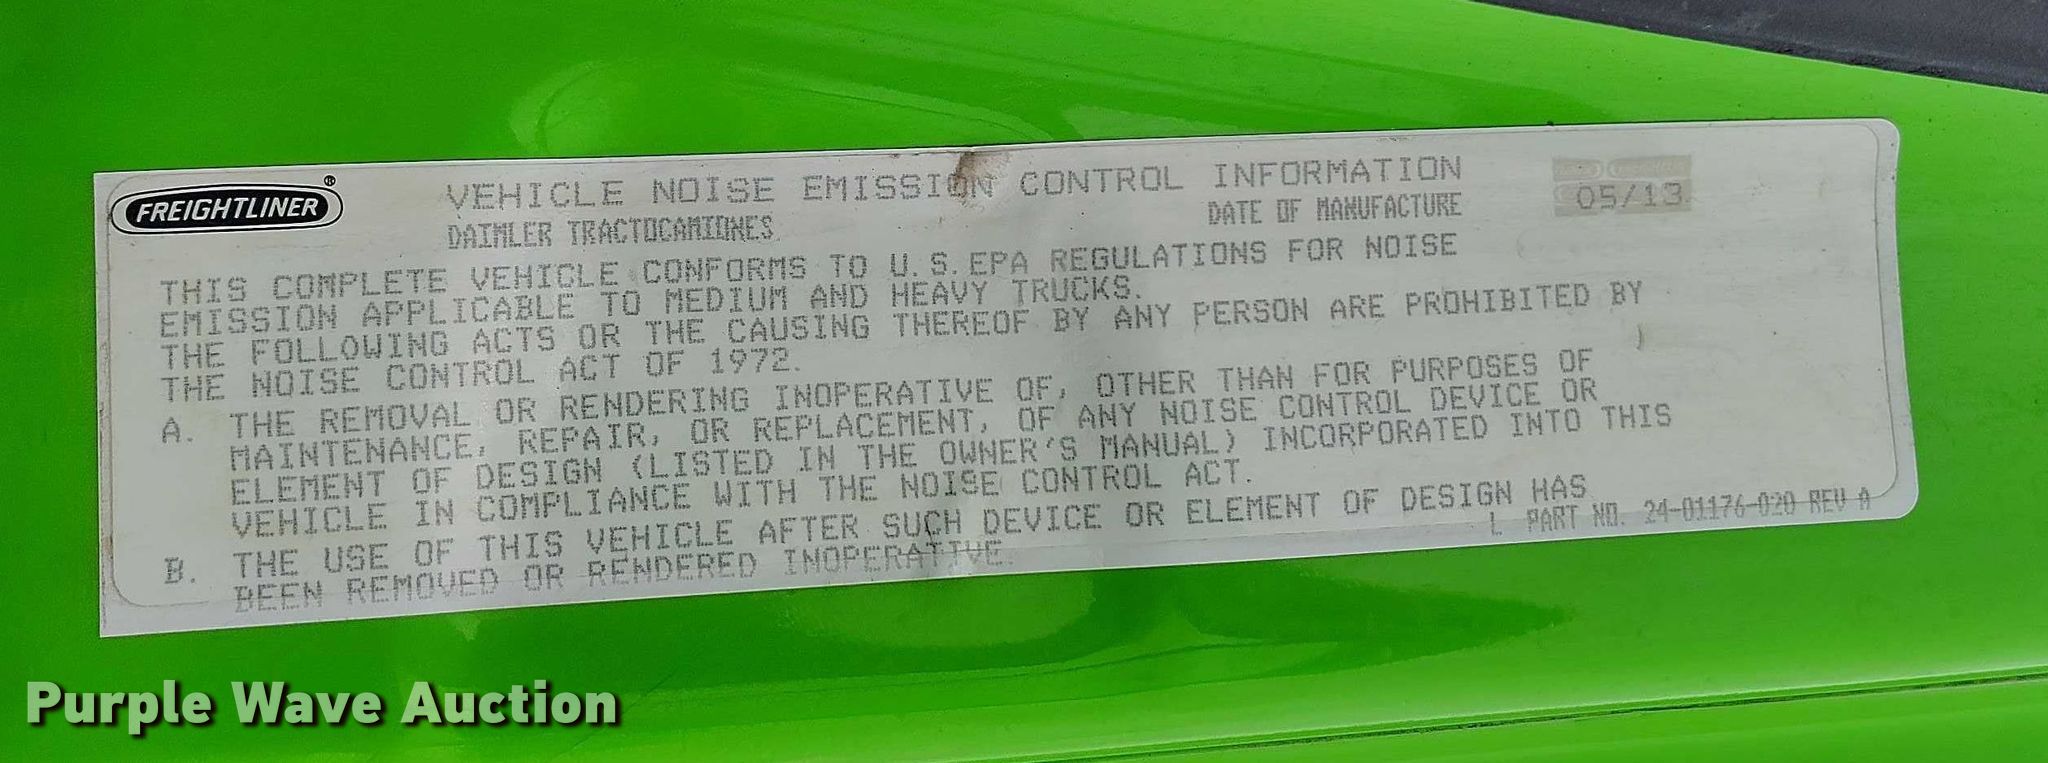 FREIGHTLINER®
VEHICLE NOISE EMISSION CONTROL INFORMATION
DAIMLER TRACTOCAMIONES
DATE OF MANUFACTURE 05/13
THIS COMPLETE VEHICLE CONFORMS TO U.S.EPA REGULATIONS FOR NOISE
EMISSION APPLICABLE TO MEDIUM AND HEAVY TRUCKS.
THE FOLLOWING ACTS OR THE CAUSING THEREOF BY ANY PERSON ARE PROHIBITED BY
THE NOISE CONTROL ACT OF 1972.
A. THE REMOVAL OR RENDERING INOPERATIVE OF, OTHER THAN FOR PURPOSES OF
MAINTENANCE, REPAIR, OR REPLACEMENT, OF ANY NOISE CONTROL DEVICE OR
ELEMENT OF DESIGN (LISTED IN THE OWNER'S MANUAL) INCORPORATED INTO THIS
VEHICLE IN COMPLIANCE WITH THE NOISE CONTROL ACT.
B. THE USE OF THIS VEHICLE AFTER SUCH DEVICE OR ELEMENT OF DESIGN HAS
BEEN REMOVED OR RENDERED INOPERATIVE.
L PART NO. 24-01176-020 REV A
Purple Wave Auction